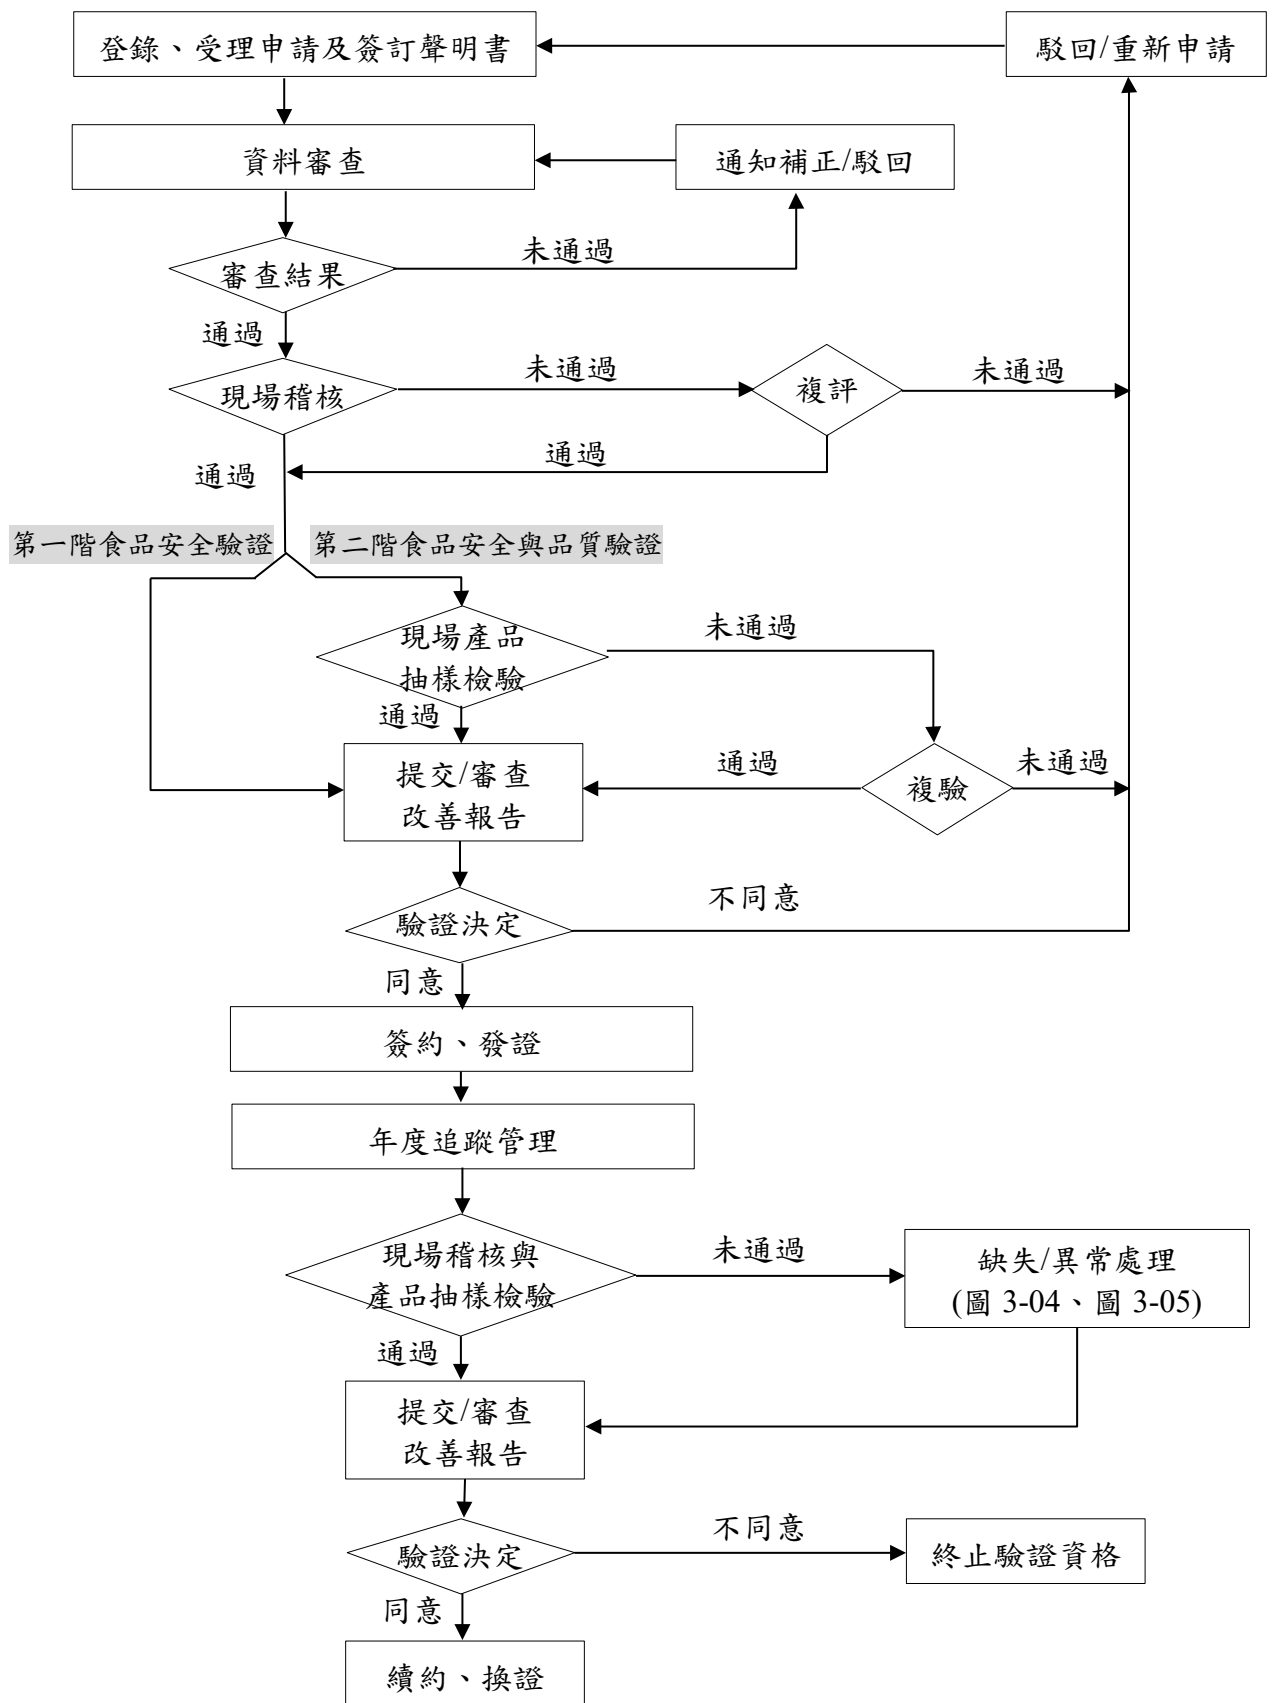 登錄、受理申請及簽訂聲明書
駁回/重新申請
資料審查
通知補正/駁回
審查結果
未通過
通過
現場稽核
未通過
複評
未通過
通過
通過
第一階食品安全驗證
第二階食品安全與品質驗證
現場產品
抽樣檢驗
未通過
通過
提交/審查
改善報告
通過
複驗
未通過
驗證決定
不同意
同意
簽約、發證
年度追蹤管理
現場稽核與
產品抽樣檢驗
未通過
缺失/異常處理
(圖 3-04、圖 3-05)
通過
提交/審查
改善報告
驗證決定
不同意
終止驗證資格
同意
續約、換證